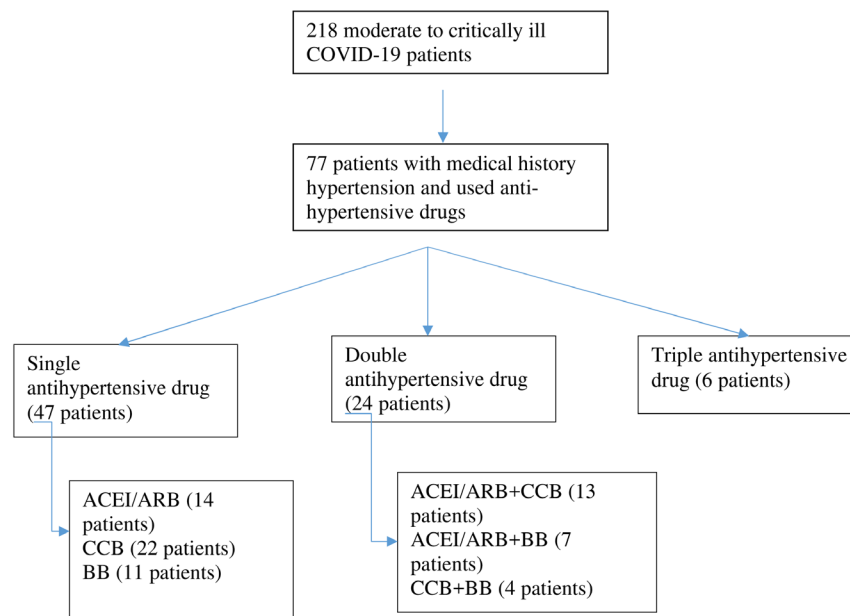 218 moderate to critically ill
COVID-19 patients
77 patients with medical history
hypertension and used anti-
hypertensive drugs
Single
antihypertensive drug
(47 patients)
Double
antihypertensive drug
(24 patients)
Triple antihypertensive
drug (6 patients)
ACEI/ARB (14
patients)
CCB (22 patients)
BB (11 patients)
ACEI/ARB+CCB (13
patients)
ACEI/ARB+BB (7
patients)
CCB+BB (4 patients)